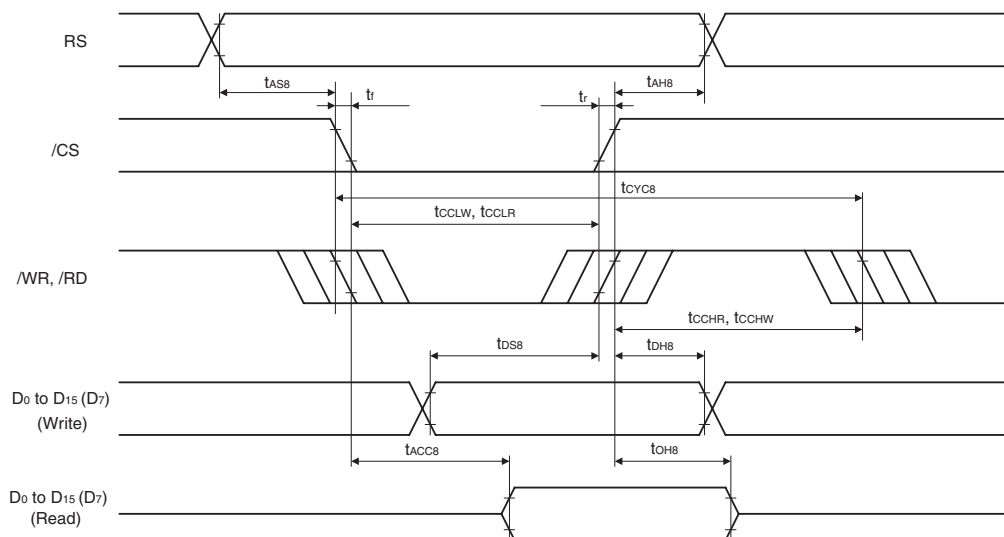 RS
tAS8
tAH8
tf
tr
/CS
tCYC8
tCCLW, tCCLR
/WR, /RD
tCCHR, tCCHW
tDS8
tDH8
D0 to D15 (D7)
(Write)
tACC8
tOH8
D0 to D15 (D7)
(Read)